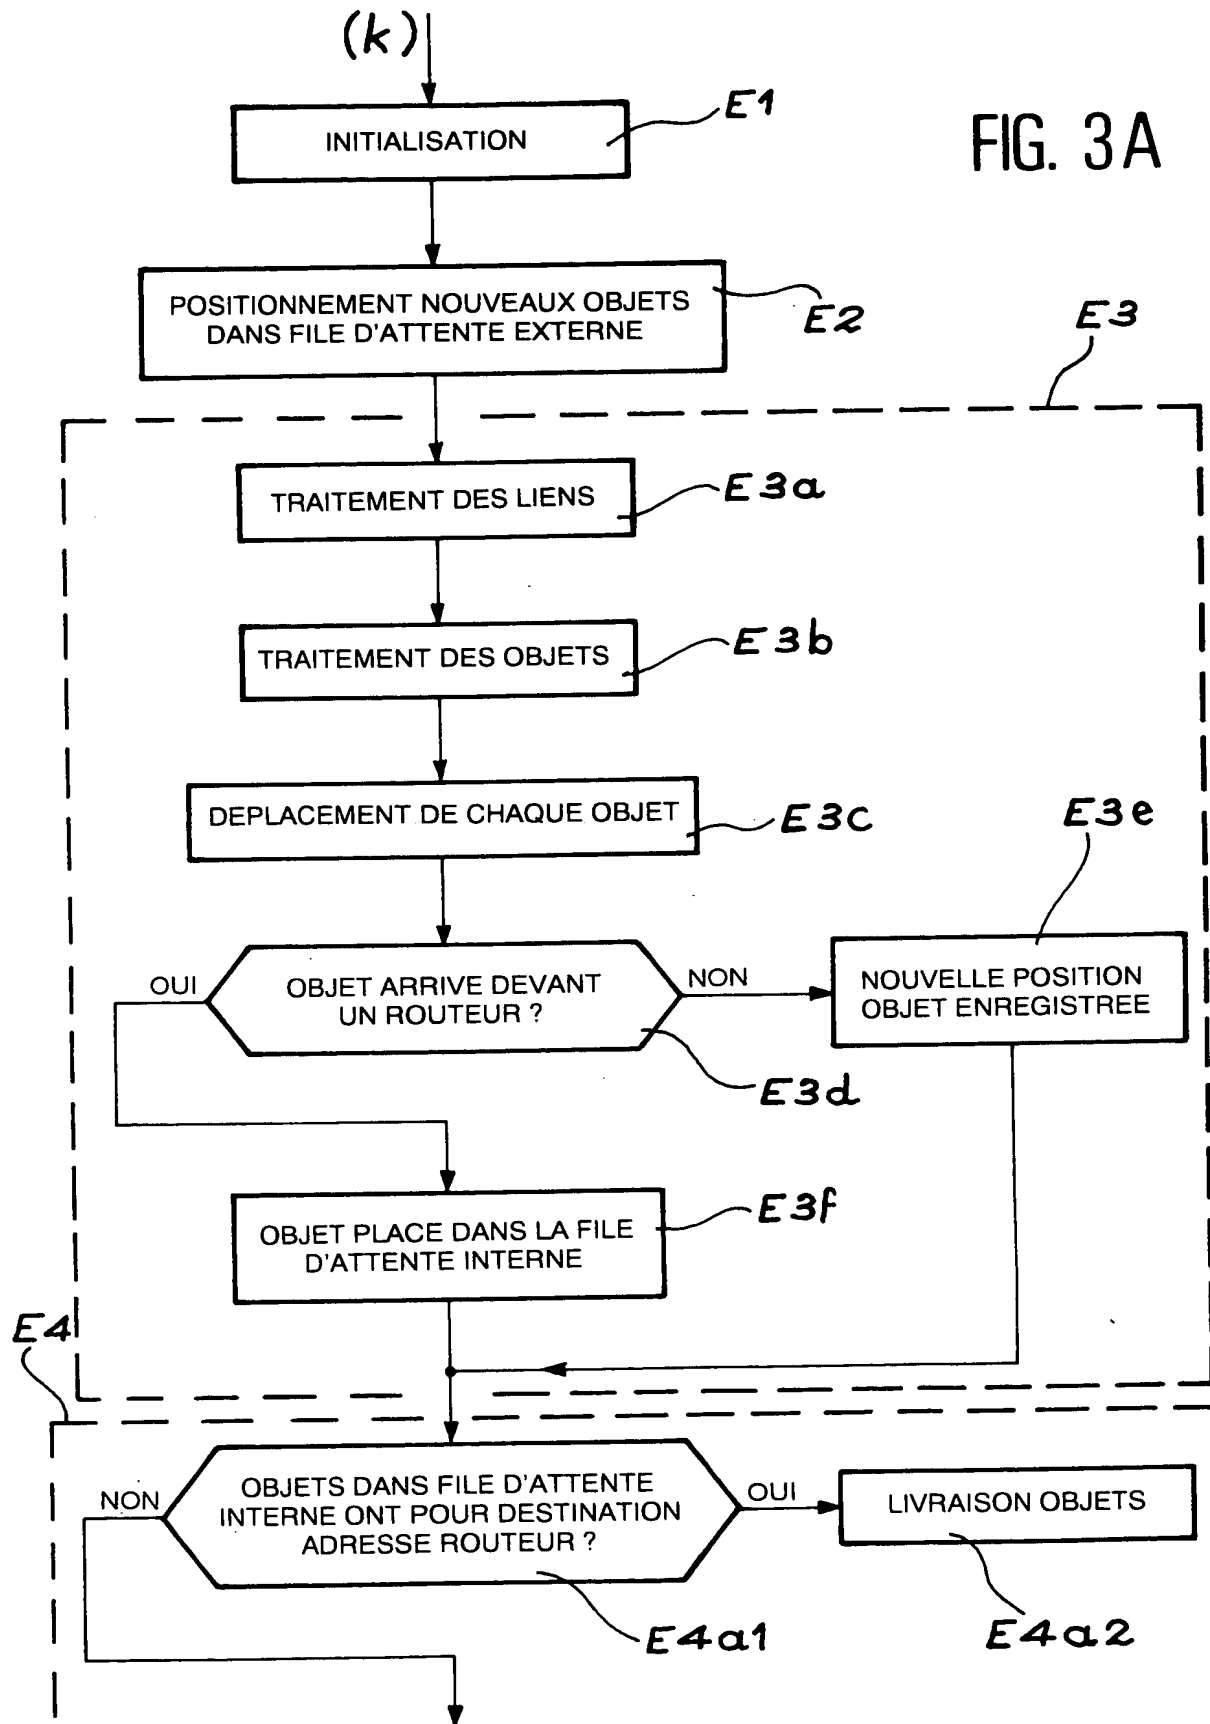 (k)
INITIALISATION
E1
FIG. 3A
POSITIONNEMENT NOUVEAUX OBJETS
DANS FILE D'ATTENTE EXTERNE
E2
E3
TRAITEMENT DES LIENS
E3a
TRAITEMENT DES OBJETS
E3b
DEPLACEMENT DE CHAQUE OBJET
E3c
E3e
OUI
OBJET ARRIVE DEVANT
UN ROUTEUR ?
NON
NOUVELLE POSITION
OBJET ENREGISTREE
E3d
OBJET PLACE DANS LA FILE
D'ATTENTE INTERNE
E3f
E4
NON
OBJETS DANS FILE D'ATTENTE
INTERNE ONT POUR DESTINATION
ADRESSE ROUTEUR ?
OUI
LIVRAISON OBJETS
E4a1
E4a2